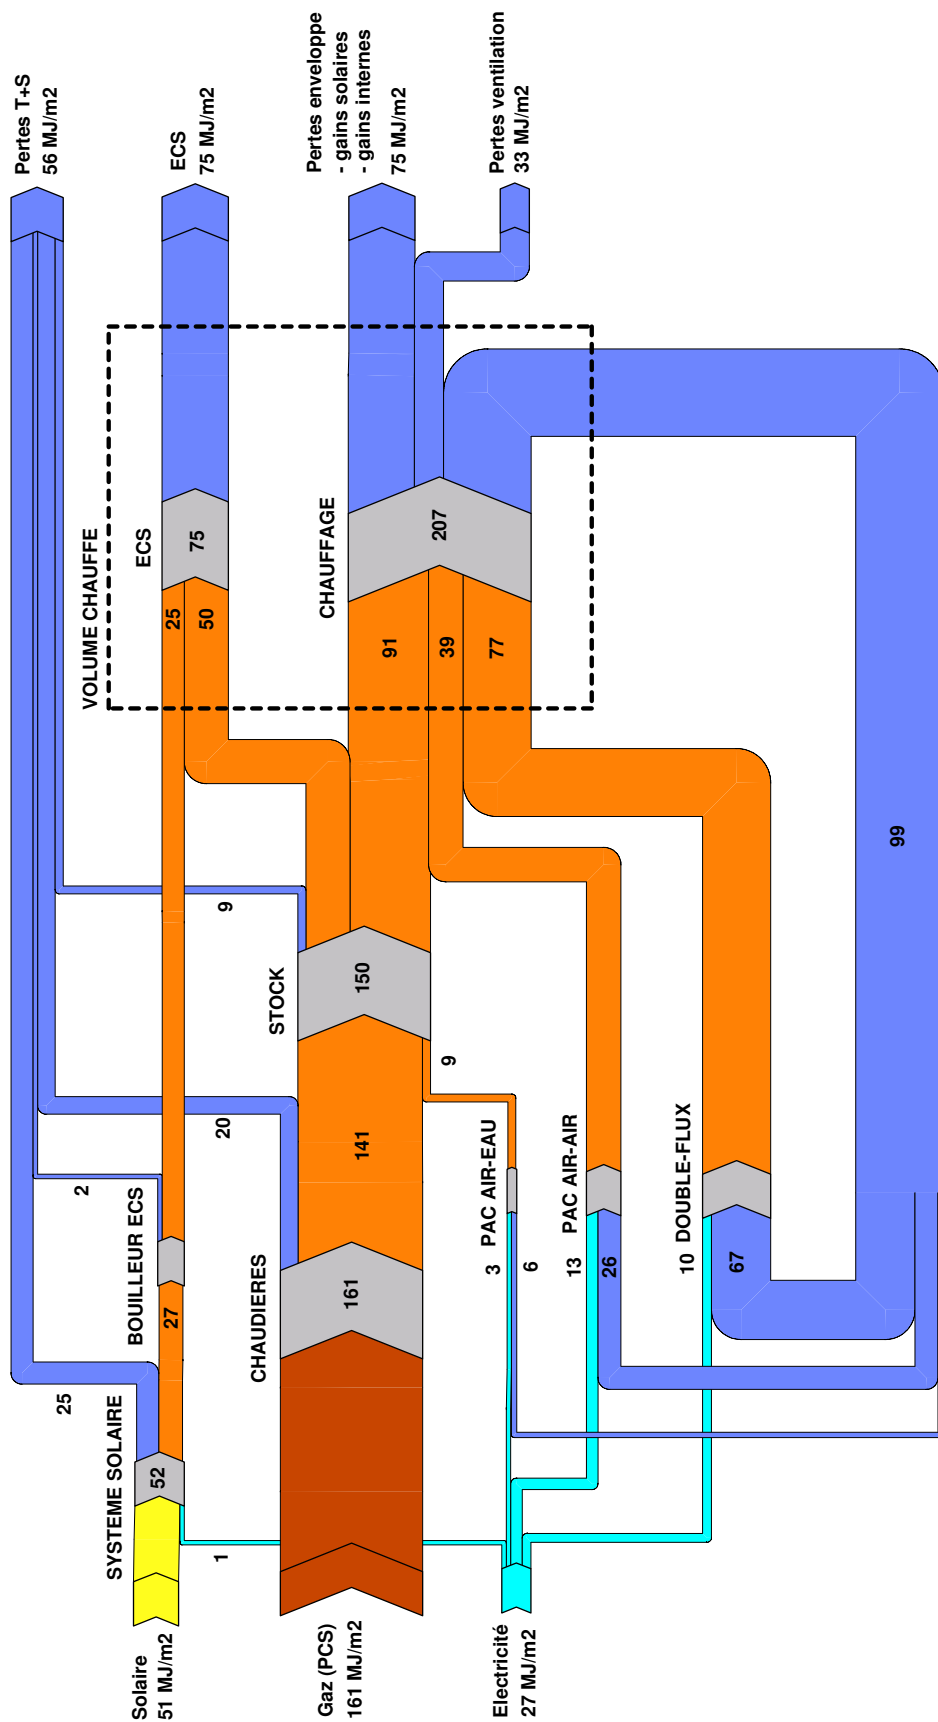 Pertes T+S
56 MJ/m2
ECS
75 MJ/m2
Pertes enveloppe
- gains solaires
- gains internes
75 MJ/m2
Pertes ventilation
33 MJ/m2
VOLUME CHAUFFE
ECS
75
25
50
CHAUFFAGE
207
91
39
77
99
9
STOCK
150
9
20
141
2
BOUILLEUR ECS
27
CHAUDIERES
161
PAC AIR-EAU
3
6
PAC AIR-AIR
13
26
DOUBLE-FLUX
10
67
25
SYSTEME SOLAIRE
52
1
Solaire
51 MJ/m2
Gaz (PCS)
161 MJ/m2
Electricité
27 MJ/m2